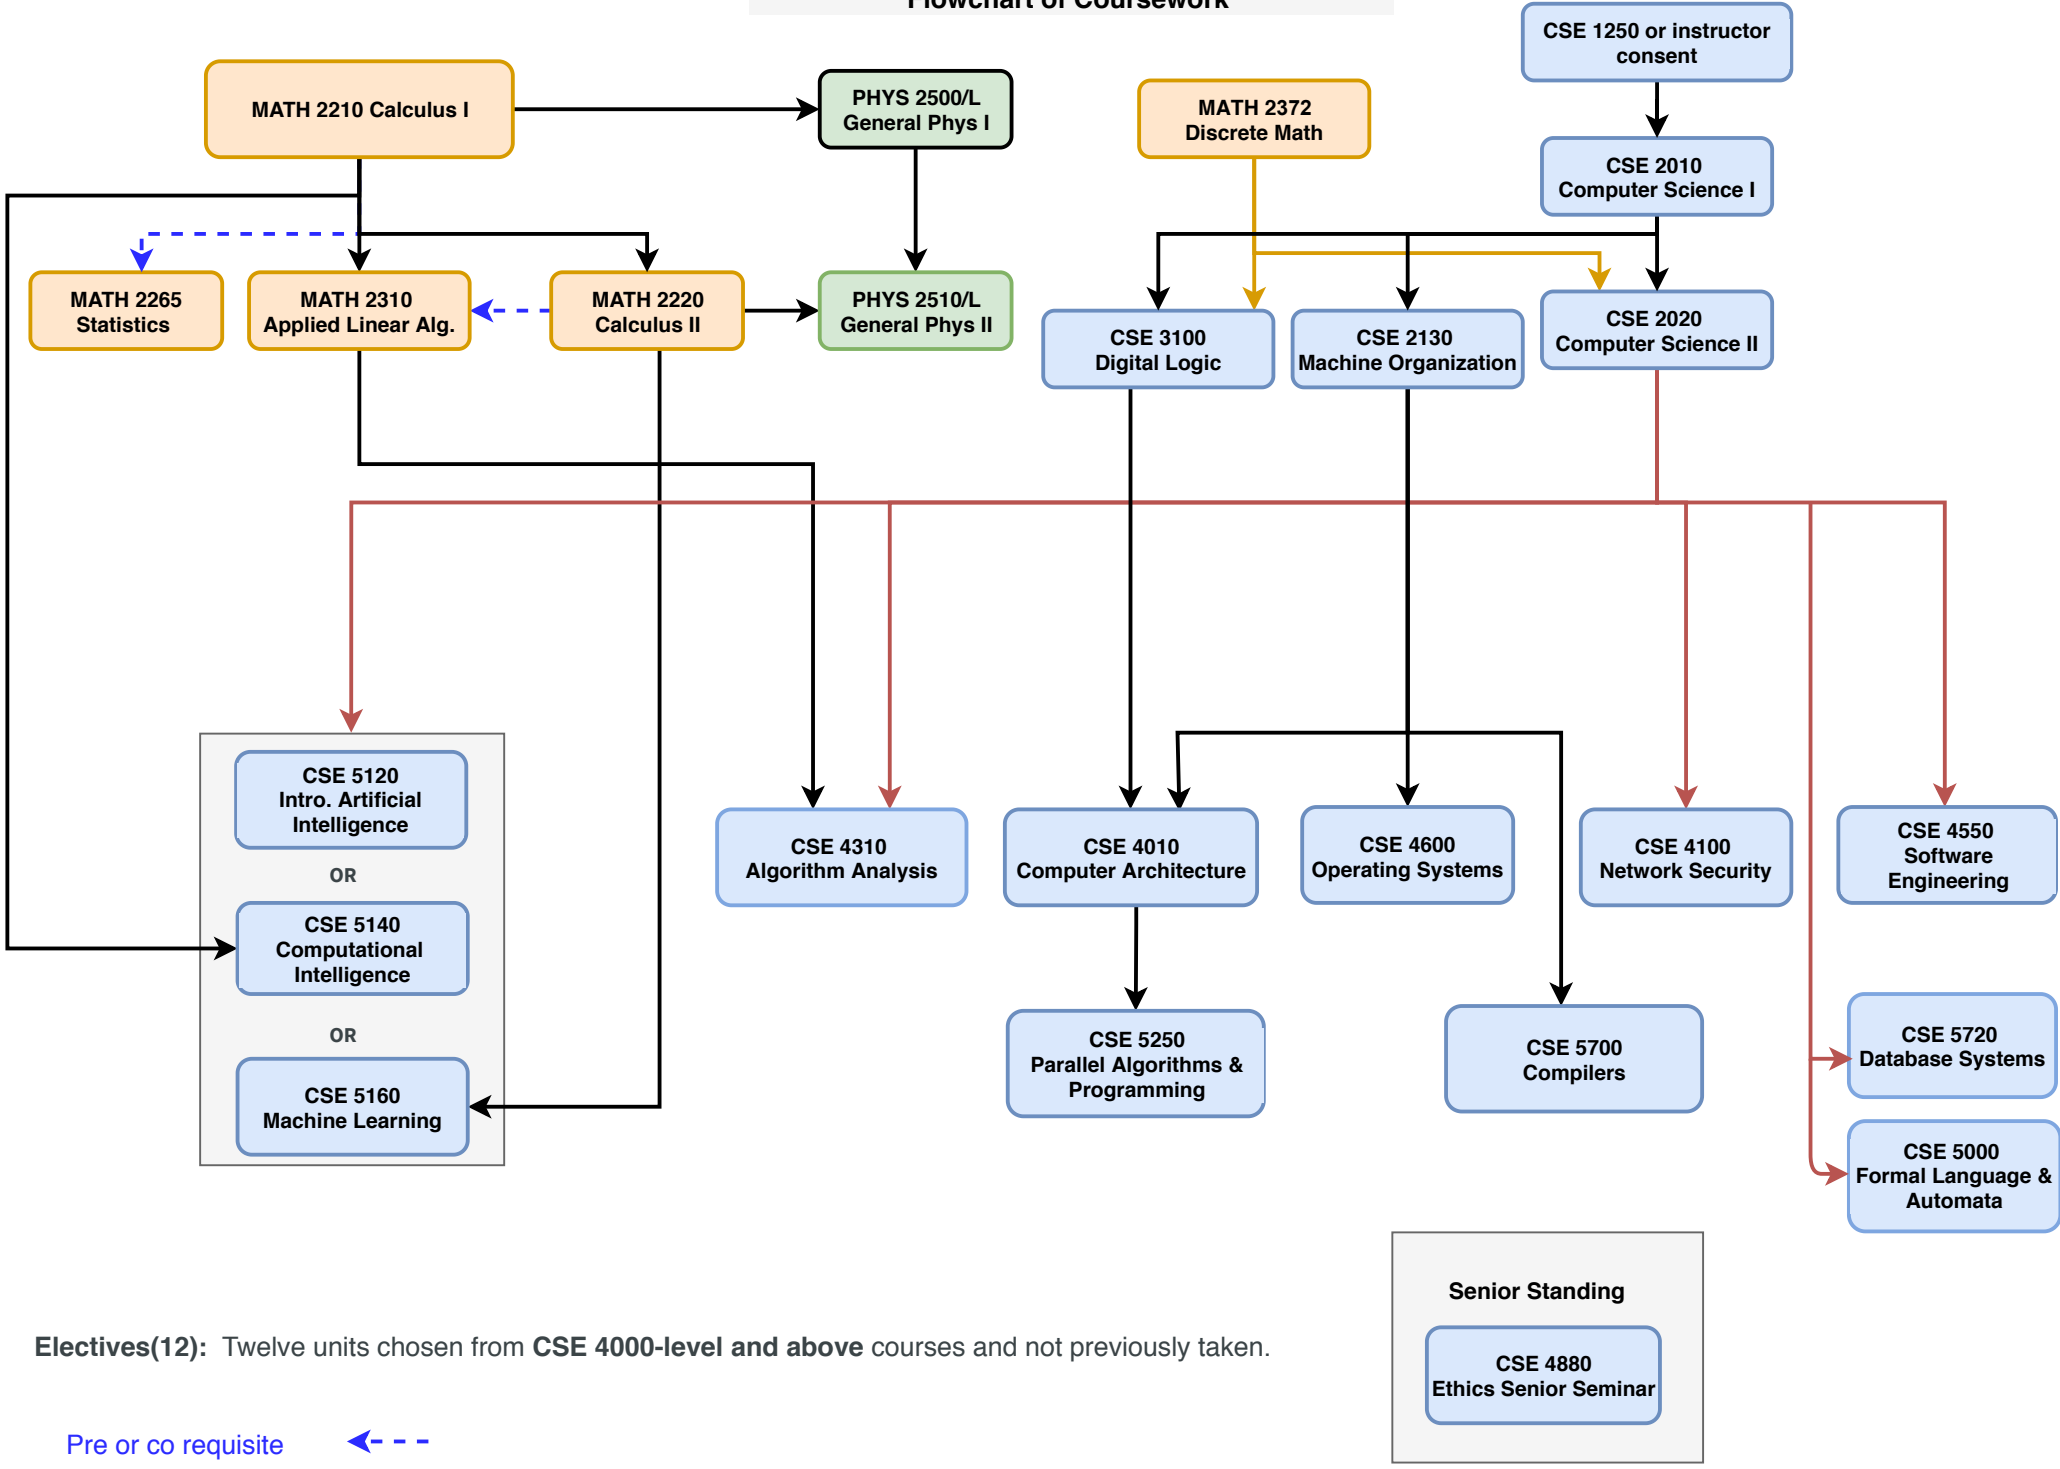 Flowchart of Coursework
CSE 1250 or instructor
consent
MATH 2210 Calculus I
PHYS 2500/L
General Phys I
MATH 2372
Discrete Math
CSE 2010
Computer Science I
MATH 2265
Statistics
MATH 2310
Applied Linear Alg.
MATH 2220
Calculus II
PHYS 2510/L
General Phys II
CSE 3100
Digital Logic
CSE 2130
Machine Organization
CSE 2020
Computer Science II
CSE 5120
Intro. Artificial
Intelligence
OR
CSE 5140
Computational
Intelligence
OR
CSE 5160
Machine Learning
CSE 4310
Algorithm Analysis
CSE 4010
Computer Architecture
CSE 4600
Operating Systems
CSE 4100
Network Security
CSE 4550
Software
Engineering
CSE 5250
Parallel Algorithms &
Programming
CSE 5700
Compilers
CSE 5720
Database Systems
CSE 5000
Formal Language &
Automata
Senior Standing
CSE 4880
Ethics Senior Seminar
Electives(12): Twelve units chosen from CSE 4000-level and above courses and not previously taken.
Pre or co requisite